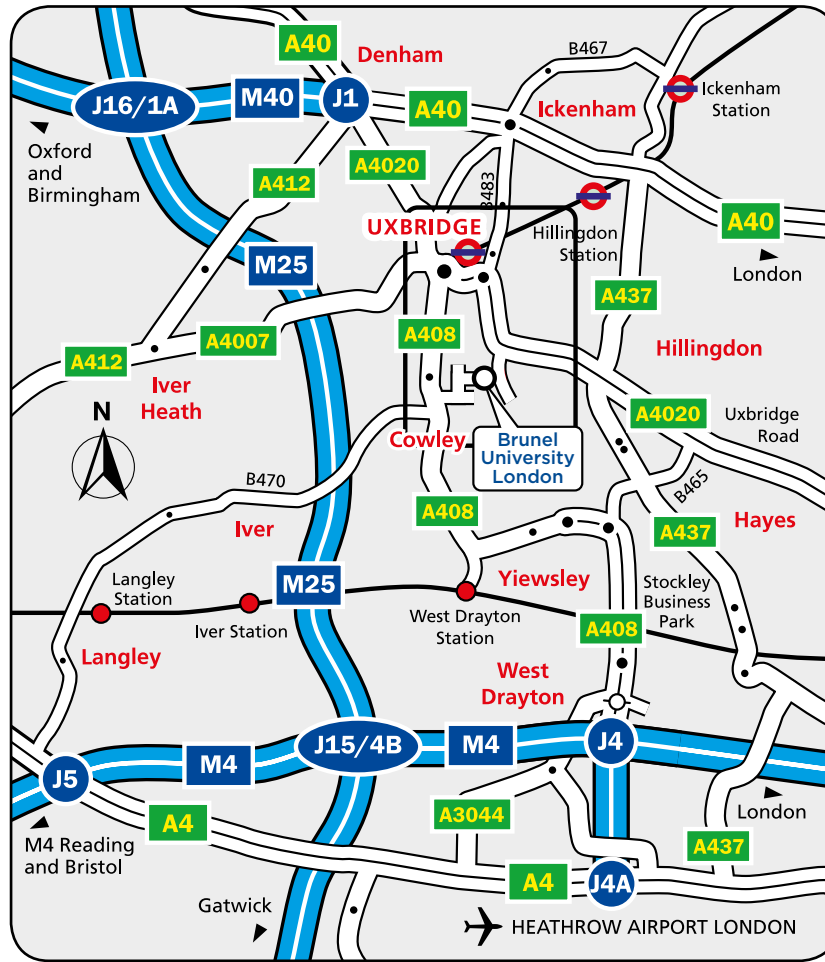 A40
Denham
B467
J16/1A
M40
J1
A40
Ickenham
Ickenham
Station
Oxford
and
Birmingham
A412
A4020
B483
UXBRIDGE
Hillingdon
Station
A40
London
M25
A437
A412
A4007
A408
Hillingdon
Iver
Heath
N
A4020
Uxbridge
Road
Cowley
Brunel
University
London
B470
A408
B465
A437
Hayes
Iver
Langley
Station
M25
Yiewsley
Stockley
Business
Park
Iver Station
West Drayton
Station
A408
Langley
West
Drayton
J5
M4
J15/4B
M4
J4
London
M4 Reading
and Bristol
A4
A3044
A437
Gatwick
A4
J4A
HEATHROW AIRPORT LONDON